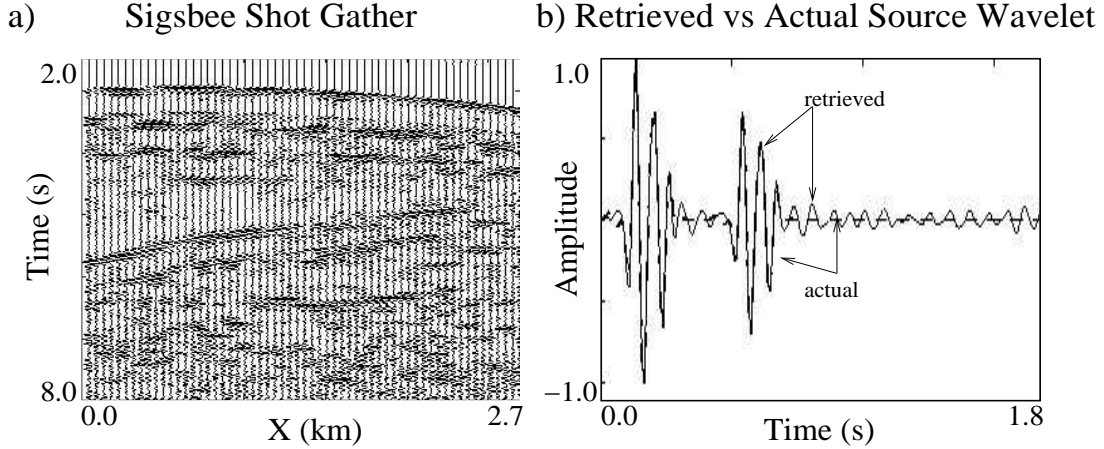 a) Sigsbee Shot Gather
2.0
Time (s)
8.0
0.0 2.7
X (km)
b) Retrieved vs Actual Source Wavelet
1.0
retrieved
Amplitude
actual
−1.0
0.0 1.8
Time (s)